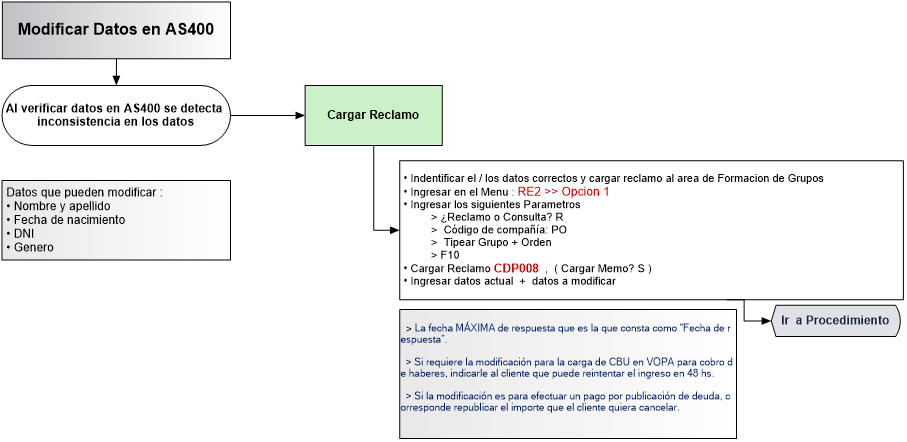 Modificar Datos en AS400
Al verificar datos en AS400 se detecta
inconsistencia en los datos
Cargar Reclamo
Datos que pueden modificar :
• Nombre y apellido
• Fecha de nacimiento
• DNI
• Genero
• Indentificar el / los datos correctos y cargar reclamo al area de Formacion de Grupos
• Ingresar en el Menu : RE2 >> Opcion 1
• Ingresar los siguientes Parametros
> ¿Reclamo o Consulta? R
> Código de compañía: PO
> Tipear Grupo + Orden
> F10
• Cargar Reclamo CDP008 , ( Cargar Memo? S )
• Ingresar datos actual + datos a modificar
Ir a Procedimiento
> La fecha MÁXIMA de respuesta que es la que consta como "Fecha de r
espuesta".
> Si requiere la modificación para la carga de CBU en VOPA para cobro d
e haberes, indicarle al cliente que puede reintentar el ingreso en 48 hs.
> Si la modificación es para efectuar un pago por publicación de deuda, c
orresponde republicar el importe que el cliente quiera cancelar.